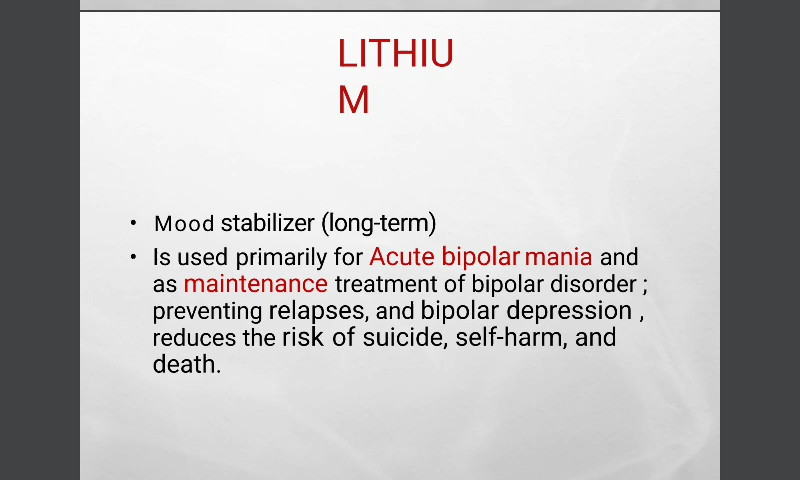 LITHIU
M
• Mood stabilizer (long-term)
• Is used primarily for Acute bipolar mania and
as maintenance treatment of bipolar disorder ;
preventing relapses, and bipolar depression ,
reduces the risk of suicide, self-harm, and
death.